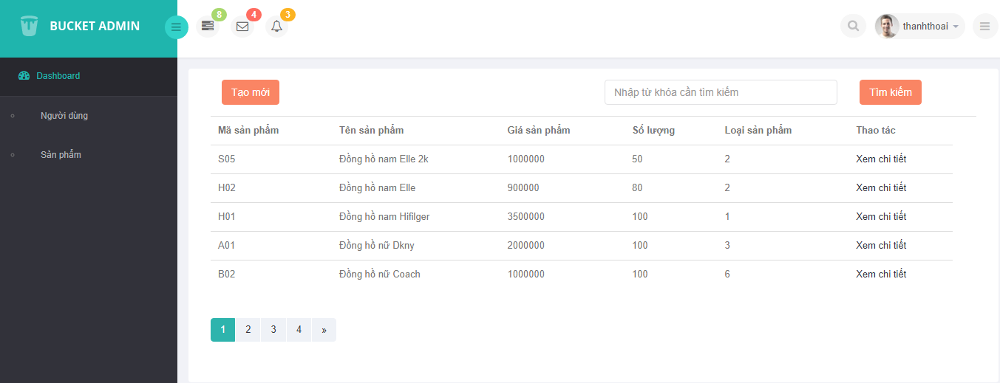 BUCKET ADMIN 8 4 3 thanhthoai
Dashboard
Người dùng
Sản phẩm
Tạo mới Nhập từ khóa cần tìm kiếm Tìm kiếm
Mã sản phẩm Tên sản phẩm Giá sản phẩm Số lượng Loại sản phẩm Thao tác
S05 Đồng hồ nam Elle 2k 1000000 50 2 Xem chi tiết
H02 Đồng hồ nam Elle 900000 80 2 Xem chi tiết
H01 Đồng hồ nam Hifilger 3500000 100 1 Xem chi tiết
A01 Đồng hồ nữ Dkny 2000000 100 3 Xem chi tiết
B02 Đồng hồ nữ Coach 1000000 100 6 Xem chi tiết
1 2 3 4 »